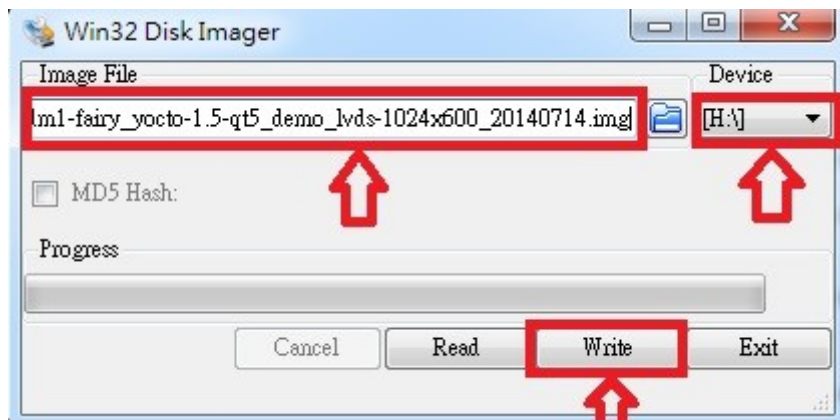 Win32 Disk Imager
Image File
Device
lm1-fairy_yocto-1.5-qt5_demo_lvds-1024x600_20140714.img
[H:\]
MD5 Hash:
Progress
Cancel
Read
Write
Exit